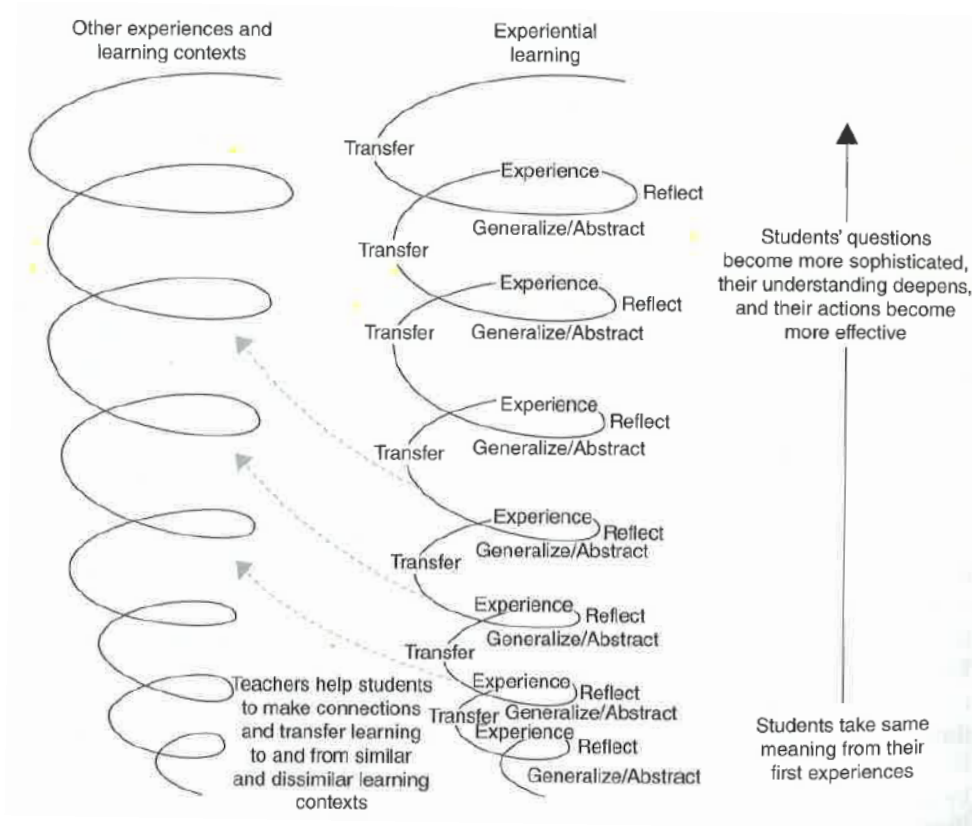 Other experiences and
learning contexts
Experiential
learning
Transfer
Experience
Reflect
Generalize/Abstract
Transfer
Experience
Reflect
Generalize/Abstract
Transfer
Experience
Reflect
Generalize/Abstract
Transfer
Experience
Reflect
Generalize/Abstract
Transfer
Experience
Reflect
Generalize/Abstract
Transfer
Experience
Reflect
Generalize/Abstract
Transfer
Experience
Reflect
Generalize/Abstract
Students' questions
become more sophisticated,
their understanding deepens,
and their actions become
more effective
Teachers help students
to make connections
and transfer learning
to and from similar
and dissimilar learning
contexts
Students take same
meaning from their
first experiences